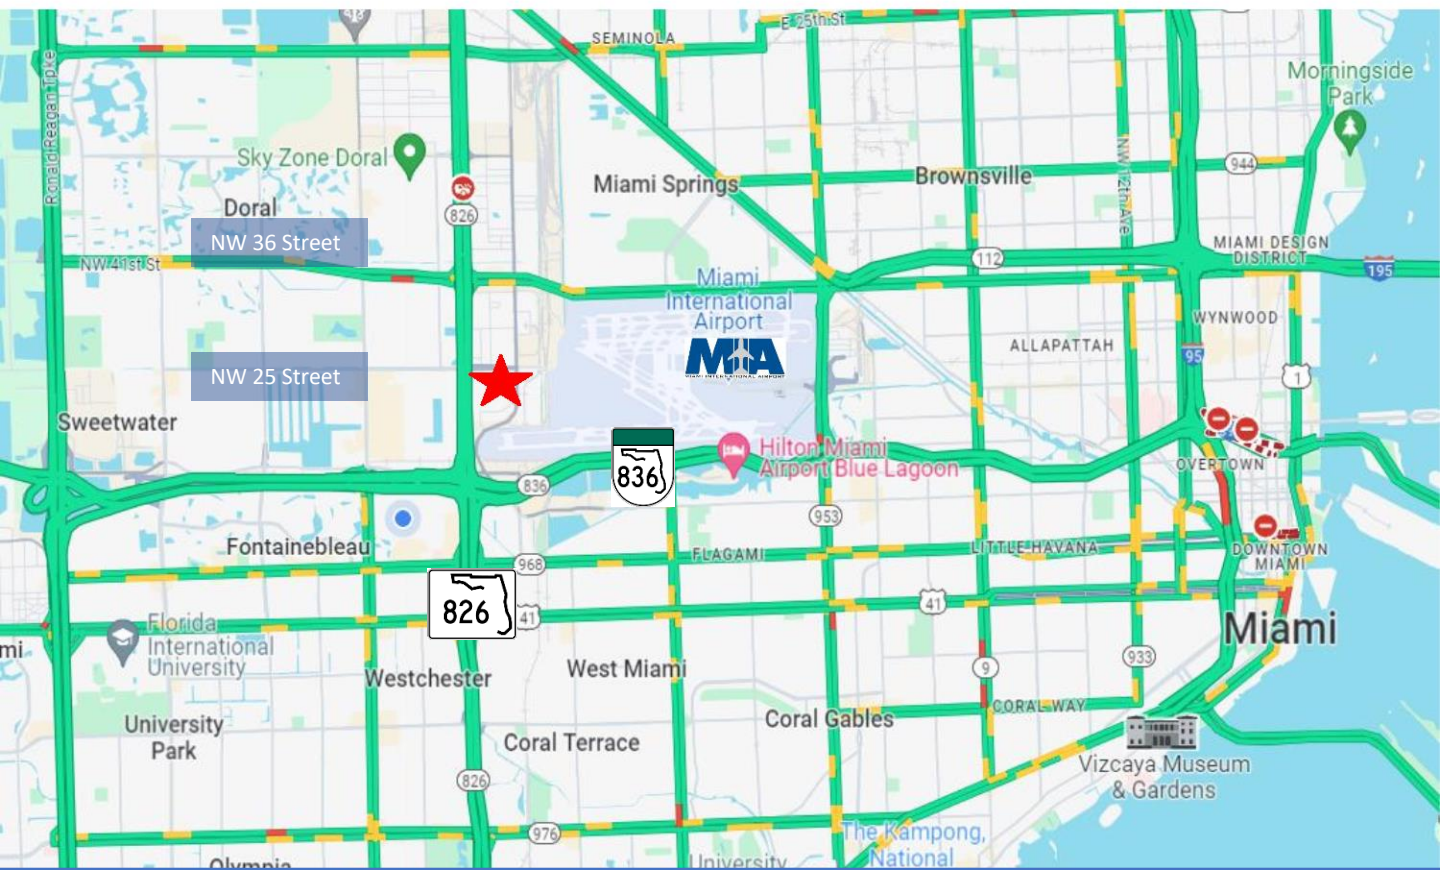 E 25th St
SEMINOLA
Ronald Reagan Tpke
Morningside
Park
Sky Zone Doral
NW 12th Ave
944
Miami Springs
Brownsville
Doral
826
NW 36 Street
MIAMI DESIGN
DISTRICT
NW 41st St
112
195
Miami
International
Airport
MIA
MIAMI INTERNATIONAL AIRPORT
WYNWOOD
ALLAPATTAH
95
NW 25 Street
1
Sweetwater
Hilton Miami
Airport Blue Lagoon
836
OVERTOWN
836
953
Fontainebleau
FLAGAMI
LITTLE HAVANA
DOWNTOWN
MIAMI
968
826
41
41
Florida
International
University
Miami
mi
933
9
West Miami
Westchester
CORAL WAY
University
Park
Coral Gables
Coral Terrace
826
Vizcaya Museum
& Gardens
976
The Kampong,
National
Olympia
University